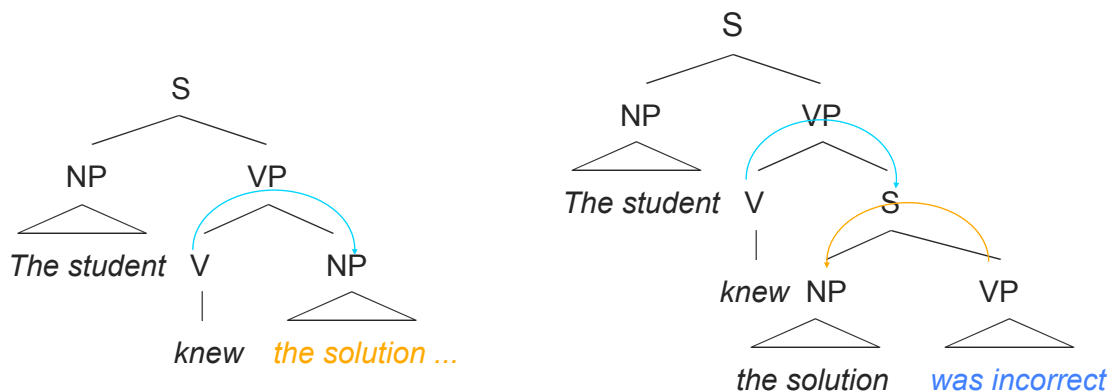 S
NP VP
The student V NP
knew the solution ...
S
NP VP
The student V S
knew NP VP
the solution was incorrect